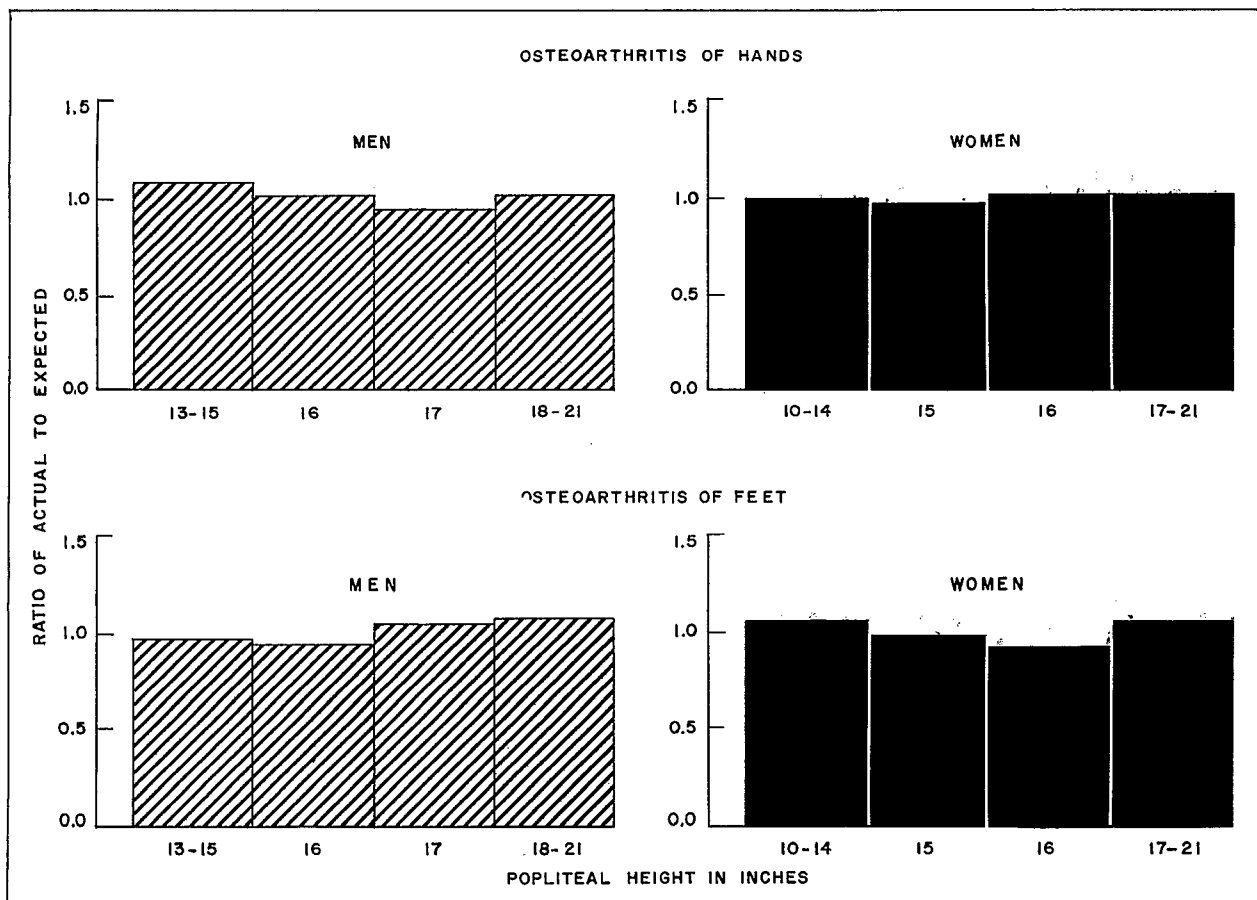 OSTEOARTHRITIS OF HANDS
RATIO OF ACTUAL TO EXPECTED
MEN
1.5
1.0
0.5
0.0
13-15 16 17 18-21
WOMEN
1.5
1.0
0.5
0.0
10-14 15 16 17-21
OSTEOARTHRITIS OF FEET
MEN
1.5
1.0
0.5
0.0
13-15 16 17 18-21
WOMEN
1.5
1.0
0.5
0.0
10-14 15 16 17-21
POPLITEAL HEIGHT IN INCHES